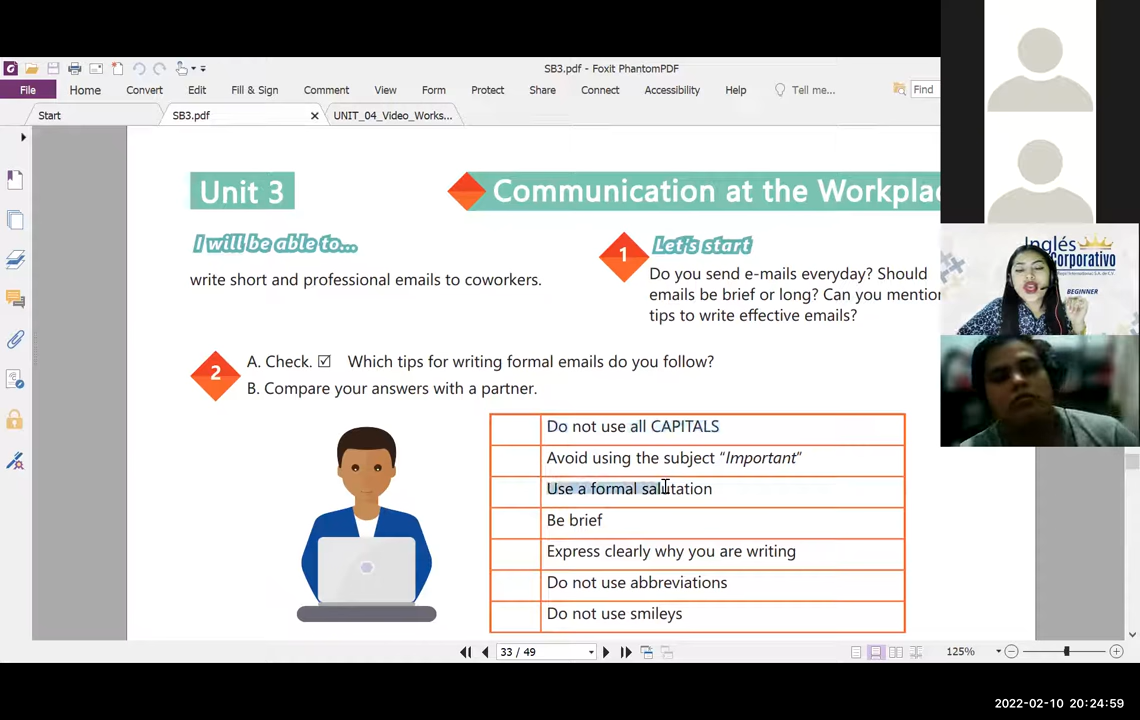 SB3.pdf - Foxit PhantomPDF
File Home Convert Edit Fill & Sign Comment View Form Protect Share Connect Accessibility Help Tell me... Find
Start SB3.pdf UNIT_04_Video_Works...
Unit 3
Communication at the Workplac
I will be able to...
write short and professional emails to coworkers.
1 Let's start
Do you send e-mails everyday? Should
emails be brief or long? Can you mention
tips to write effective emails?
2
A. Check. ☑ Which tips for writing formal emails do you follow?
B. Compare your answers with a partner.
Do not use all CAPITALS
Avoid using the subject “Important”
Use a formal salutation
Be brief
Express clearly why you are writing
Do not use abbreviations
Do not use smileys
Inglés
Corporativo
BEGINNER
33 / 49
125%
2022-02-10 20:24:59